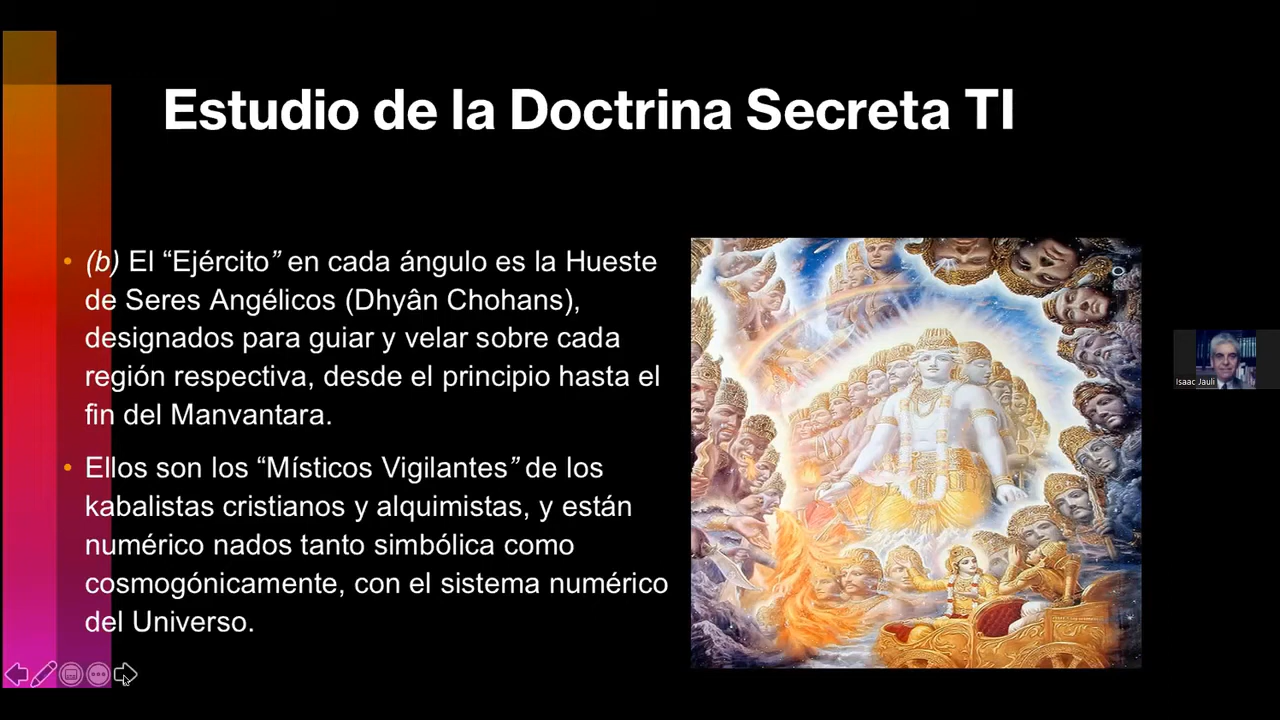 Estudio de la Doctrina Secreta TI
• (b) El “Ejército” en cada ángulo es la Hueste
de Seres Angélicos (Dhyân Chohans),
designados para guiar y velar sobre cada
región respectiva, desde el principio hasta el
fin del Manvantara.
• Ellos son los “Místicos Vigilantes” de los
kabalistas cristianos y alquimistas, y están
numérico nados tanto simbólica como
cosmogónicamente, con el sistema numérico
del Universo.
Isaac Jauli